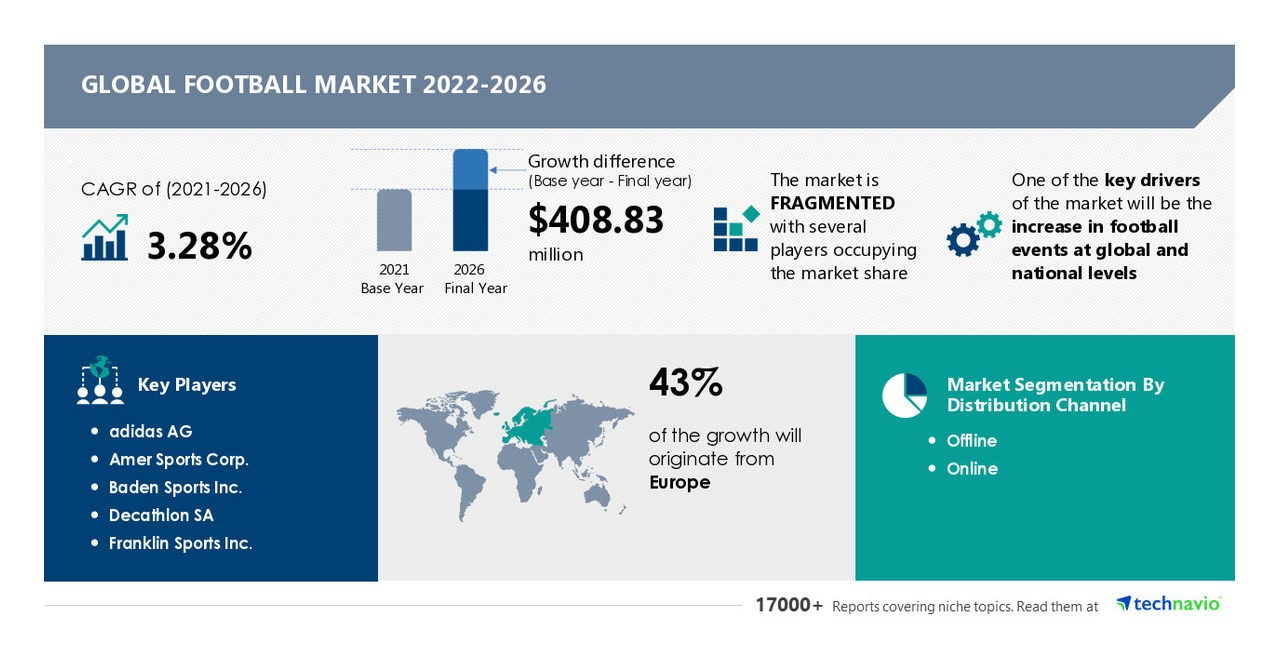 GLOBAL FOOTBALL MARKET 2022-2026
CAGR of (2021-2026)
3.28%
2021
Base Year
2026
Final Year
Growth difference
(Base year - Final year)
$408.83
million
The market is
FRAGMENTED
with several
players occupying
the market share
One of the key drivers
of the market will be the
increase in football
events at global and
national levels
Key Players
• adidas AG
• Amer Sports Corp.
• Baden Sports Inc.
• Decathlon SA
• Franklin Sports Inc.
43%
of the growth will
originate from
Europe
Market Segmentation By
Distribution Channel
• Offline
• Online
17000+ Reports covering niche topics. Read them at technavio